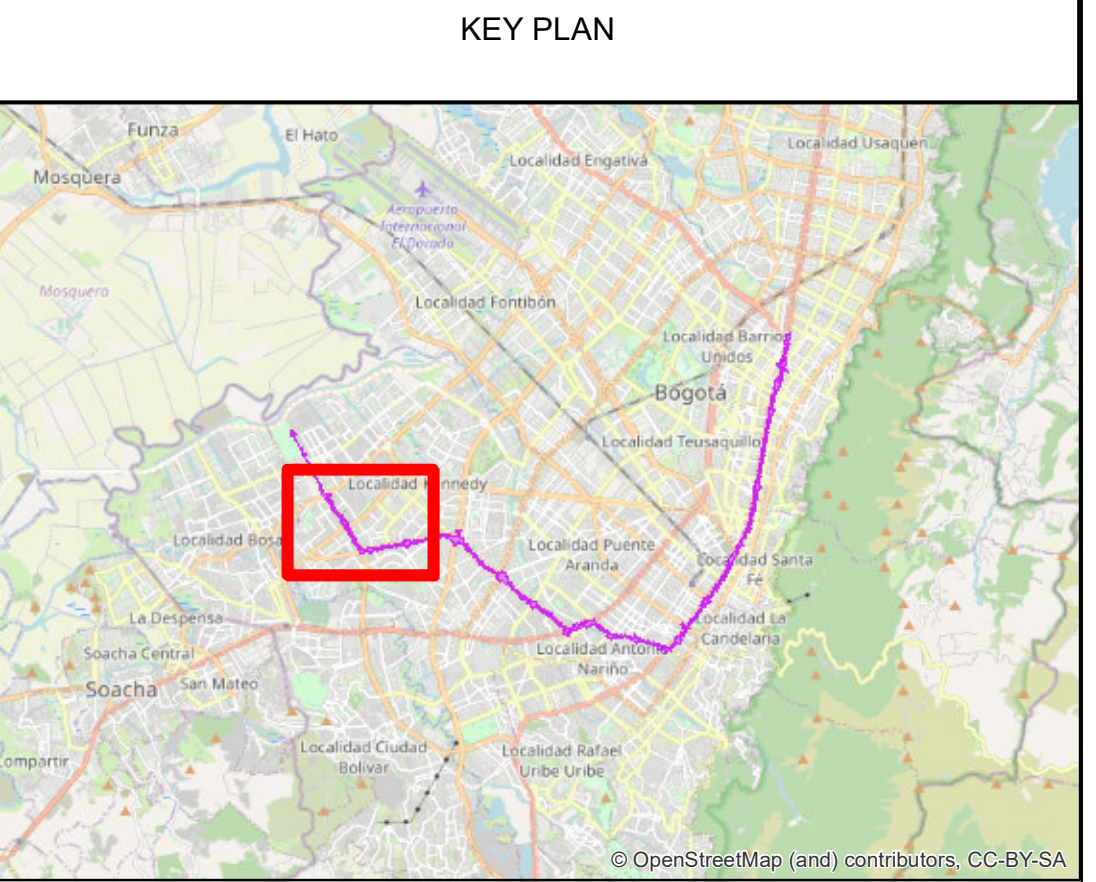 KEY PLAN
Funza
El Hato
Localidad Usaquén
Localidad Engativá
Mosquera
Aeropuerto
Internacional
El Dorado
Mosquera
Localidad Fontibón
Localidad Barrios
Unidos
Bogotá
Localidad Teusaquillo
Localidad Kennedy
Localidad Bosa
Localidad Puente
Aranda
Localidad Santa
Fé
La Despensa
Localidad La
Candelaria
Soacha Central
Localidad Antonio
Nariño
Soacha
San Mateo
Localidad Ciudad
Bolívar
Localidad Rafael
Uribe Uribe
Compartir
© OpenStreetMap (and) contributors, CC-BY-SA